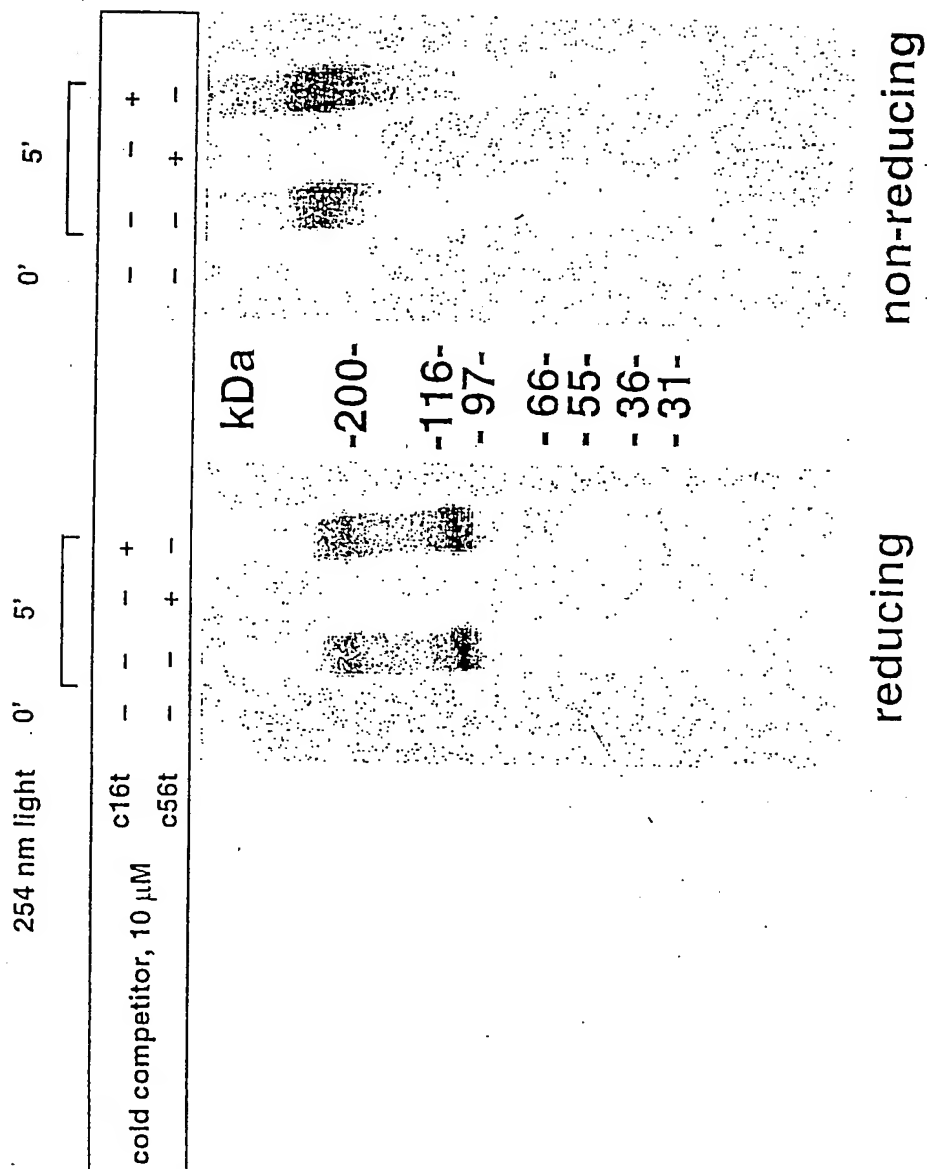 254 nm light 0' 5' 0' 5'
cold competitor, 10 μM
c16t - - - + - - - +
c56t - - + - - - + -
kDa
-200-
-116-
- 97-
- 66-
- 55-
- 36-
- 31-
reducing non-reducing